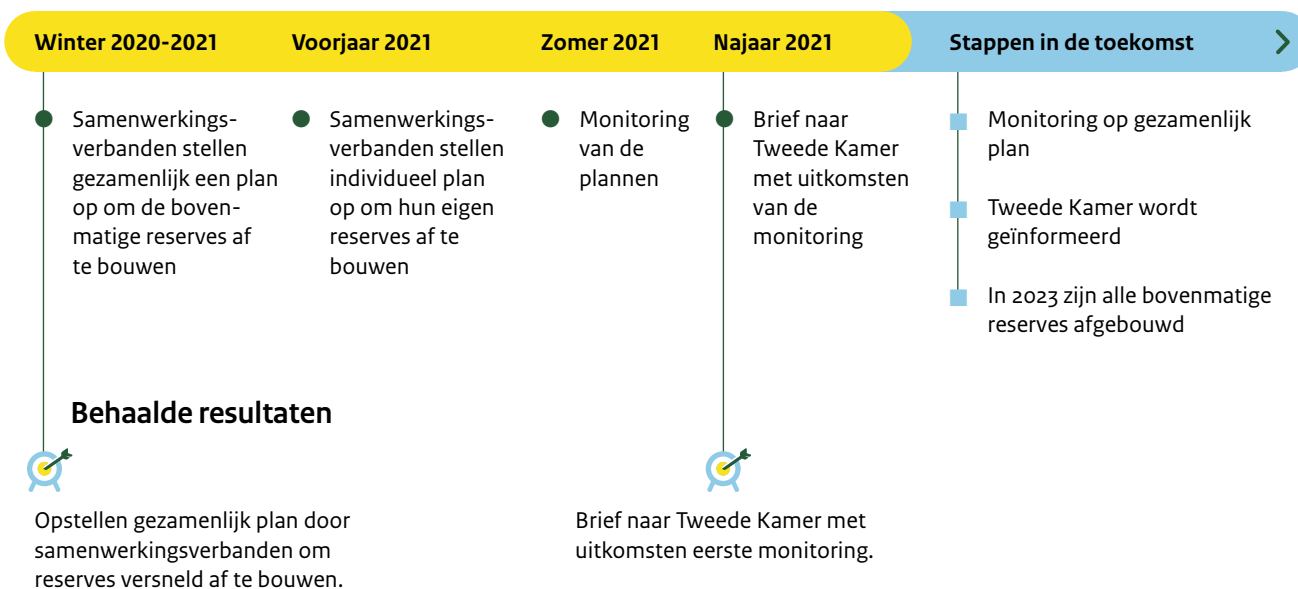 Winter 2020-2021
Voorjaar 2021
Zomer 2021
Najaar 2021
Stappen in de toekomst
Samenwerkings-
verbanden stellen
gezamenlijk een plan
op om de boven-
matige reserves af
te bouwen
Samenwerkings-
verbanden stellen
individueel plan
op om hun eigen
reserves af te
bouwen
Monitoring
van de
plannen
Brief naar
Tweede Kamer
met uitkomsten
van de
monitoring
Monitoring op gezamenlijk
plan
Tweede Kamer wordt
geïnformeerd
In 2023 zijn alle bovenmatige
reserves afgebouwd
Behaalde resultaten
Opstellen gezamenlijk plan door
samenwerkingsverbanden om
reserves versneld af te bouwen.
Brief naar Tweede Kamer met
uitkomsten eerste monitoring.